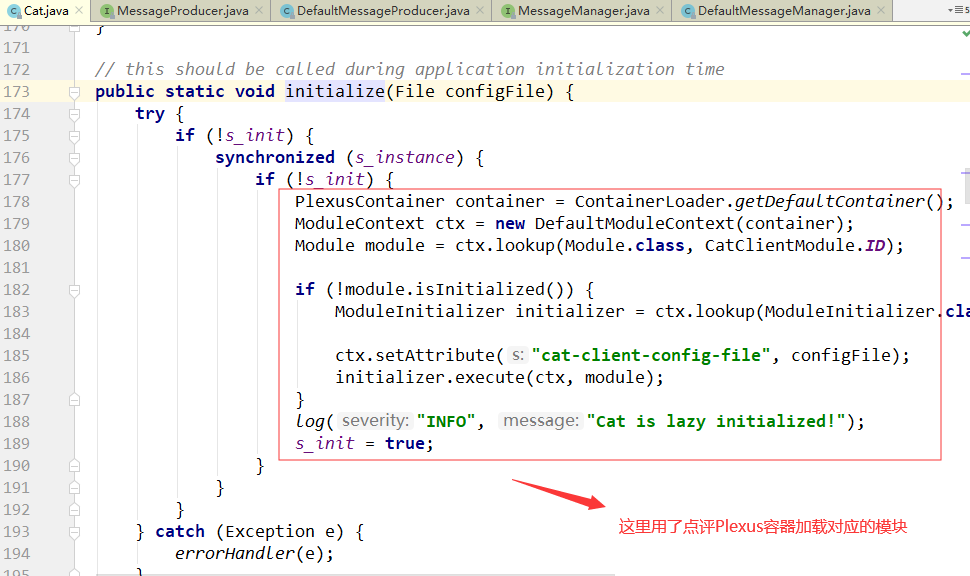 Cat.java MessageProducer.java DefaultMessageProducer.java MessageManager.java DefaultMessageManager.java
170 }
171
172 // this should be called during application initialization time
173 public static void initialize(File configFile) {
174 try {
175 if (!s_init) {
176 synchronized (s_instance) {
177 if (!s_init) {
178 PlexusContainer container = ContainerLoader.getDefaultContainer();
179 ModuleContext ctx = new DefaultModuleContext(container);
180 Module module = ctx.lookup(Module.class, CatClientModule.ID);
181
182 if (!module.isInitialized()) {
183 ModuleInitializer initializer = ctx.lookup(ModuleInitializer.cla
184
185 ctx.setAttribute( s: "cat-client-config-file", configFile);
186 initializer.execute(ctx, module);
187 }
188 log( severity: "INFO", message: "Cat is lazy initialized!");
189 s_init = true;
190 }
191 }
192 }
193 } catch (Exception e) {
194 errorHandler(e);
195 }
这里用了点评Plexus容器加载对应的模块